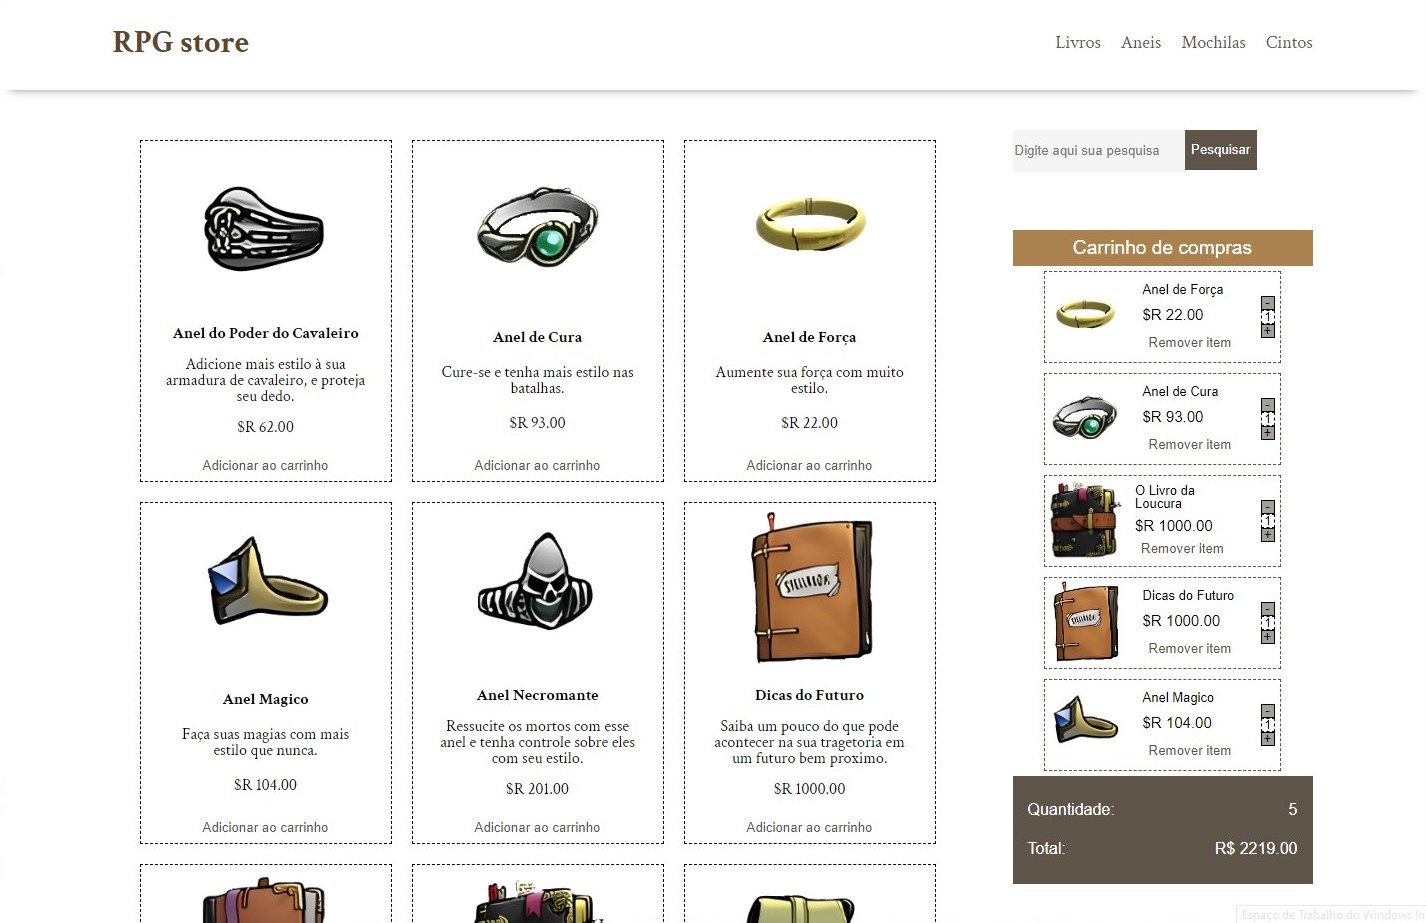 RPG store
Livros Aneis Mochilas Cintos
Digite aqui sua pesquisa Pesquisar
Anel do Poder do Cavaleiro
Adicione mais estilo à sua
armadura de cavaleiro, e proteja
seu dedo.
$R 62.00
Adicionar ao carrinho
Anel de Cura
Cure-se e tenha mais estilo nas
batalhas.
$R 93.00
Adicionar ao carrinho
Anel de Força
Aumente sua força com muito
estilo.
$R 22.00
Adicionar ao carrinho
Anel Magico
Faça suas magias com mais
estilo que nunca.
$R 104.00
Adicionar ao carrinho
Anel Necromante
Ressucite os mortos com esse
anel e tenha controle sobre eles
com seu estilo.
$R 201.00
Adicionar ao carrinho
Dicas do Futuro
Saiba um pouco do que pode
acontecer na sua tragetoria em
um futuro bem proximo.
$R 1000.00
Adicionar ao carrinho
Carrinho de compras
Anel de Força
$R 22.00
Remover item
-
1
+
Anel de Cura
$R 93.00
Remover item
-
1
+
O Livro da
Loucura
$R 1000.00
Remover item
-
1
+
Dicas do Futuro
$R 1000.00
Remover item
-
1
+
Anel Magico
$R 104.00
Remover item
-
1
+
Quantidade: 5
Total: R$ 2219.00
Espaço de Trabalho do Windows In